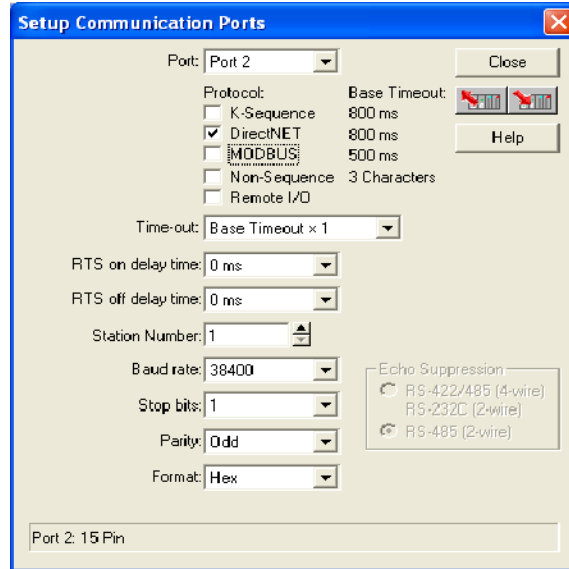 Setup Communication Ports
Port: Port 2
Close
Protocol: Base Timeout:
K-Sequence 800 ms
DirectNET 800 ms
Help
MODBUS 500 ms
Non-Sequence 3 Characters
Remote I/O
Time-out: Base Timeout × 1
RTS on delay time: 0 ms
RTS off delay time: 0 ms
Station Number: 1
Baud rate: 38400
Echo Suppression
RS-422/485 (4-wire)
RS-232C (2-wire)
Stop bits: 1
RS-485 (2-wire)
Parity: Odd
Format: Hex
Port 2: 15 Pin